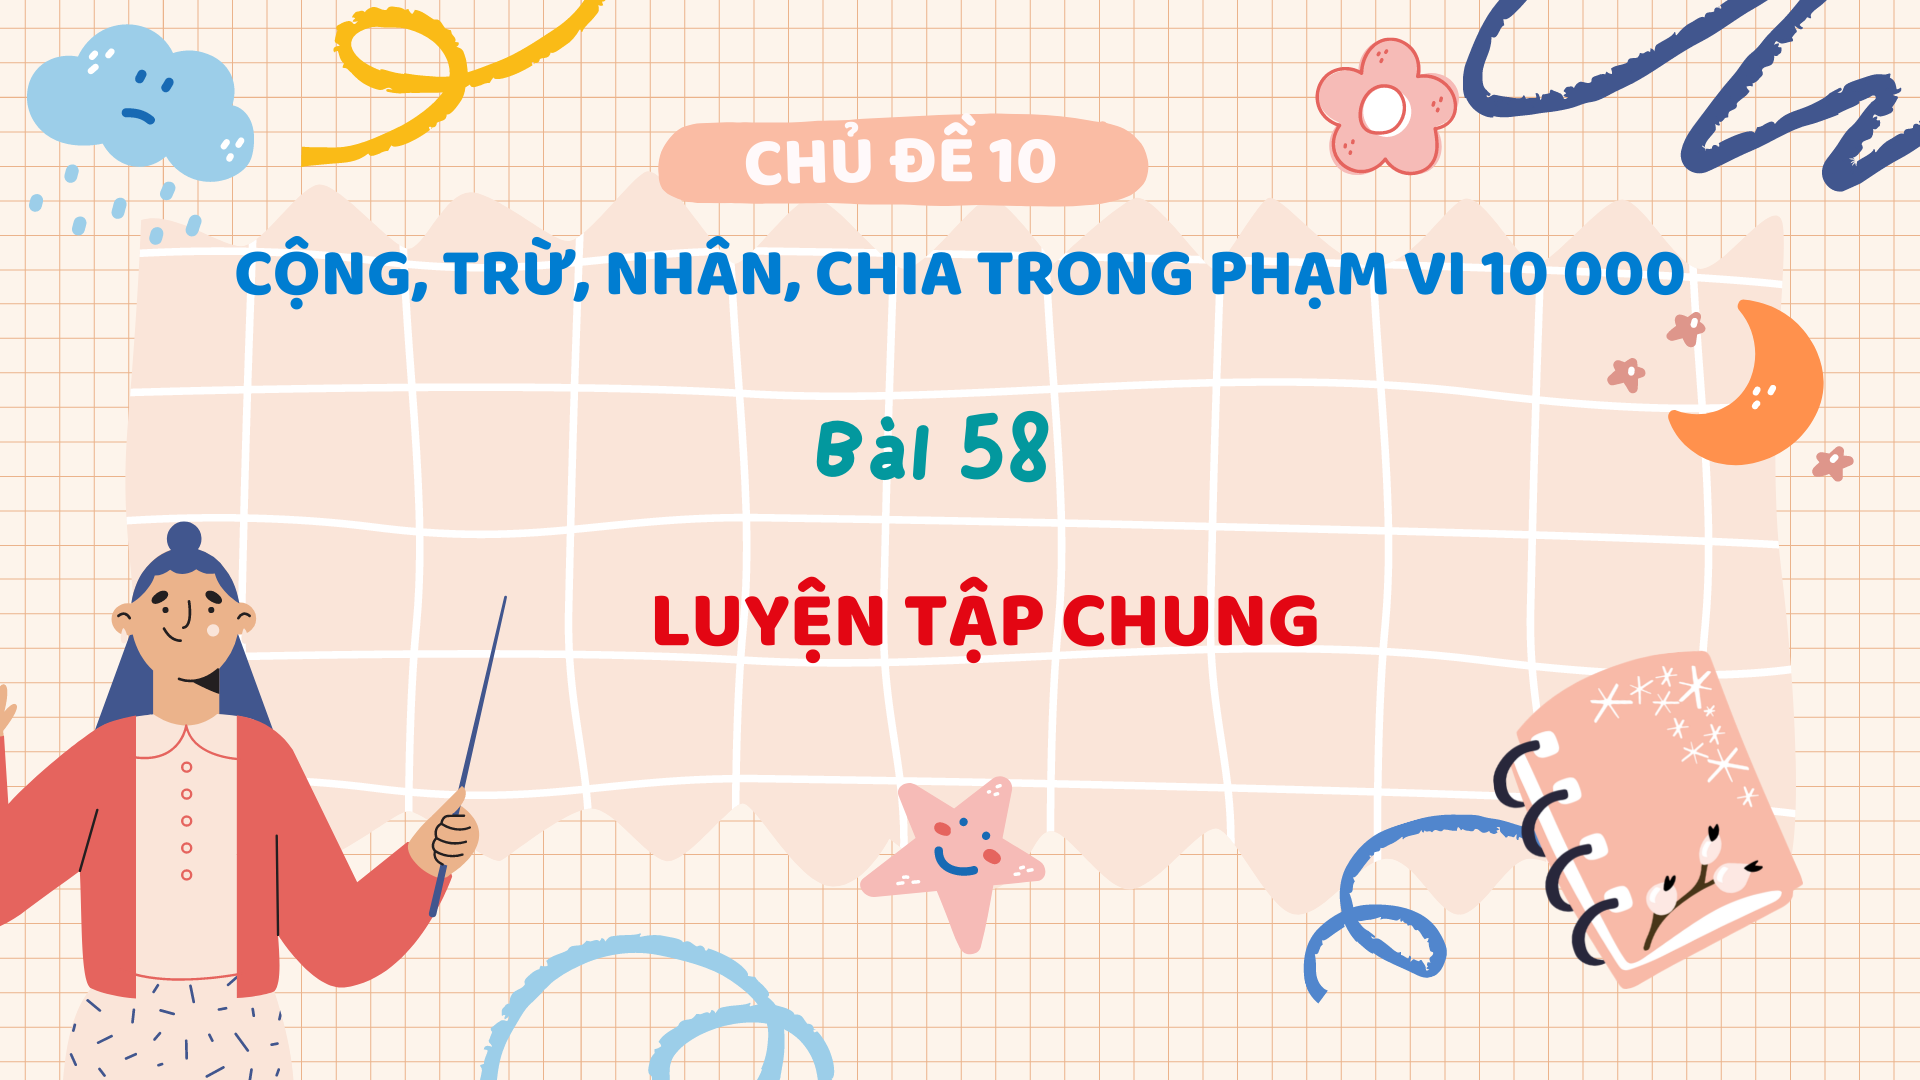 CHỦ ĐỀ 10
CỘNG, TRỪ, NHÂN, CHIA TRONG PHẠM VI 10 000
Bài 58
LUYỆN TẬP CHUNG